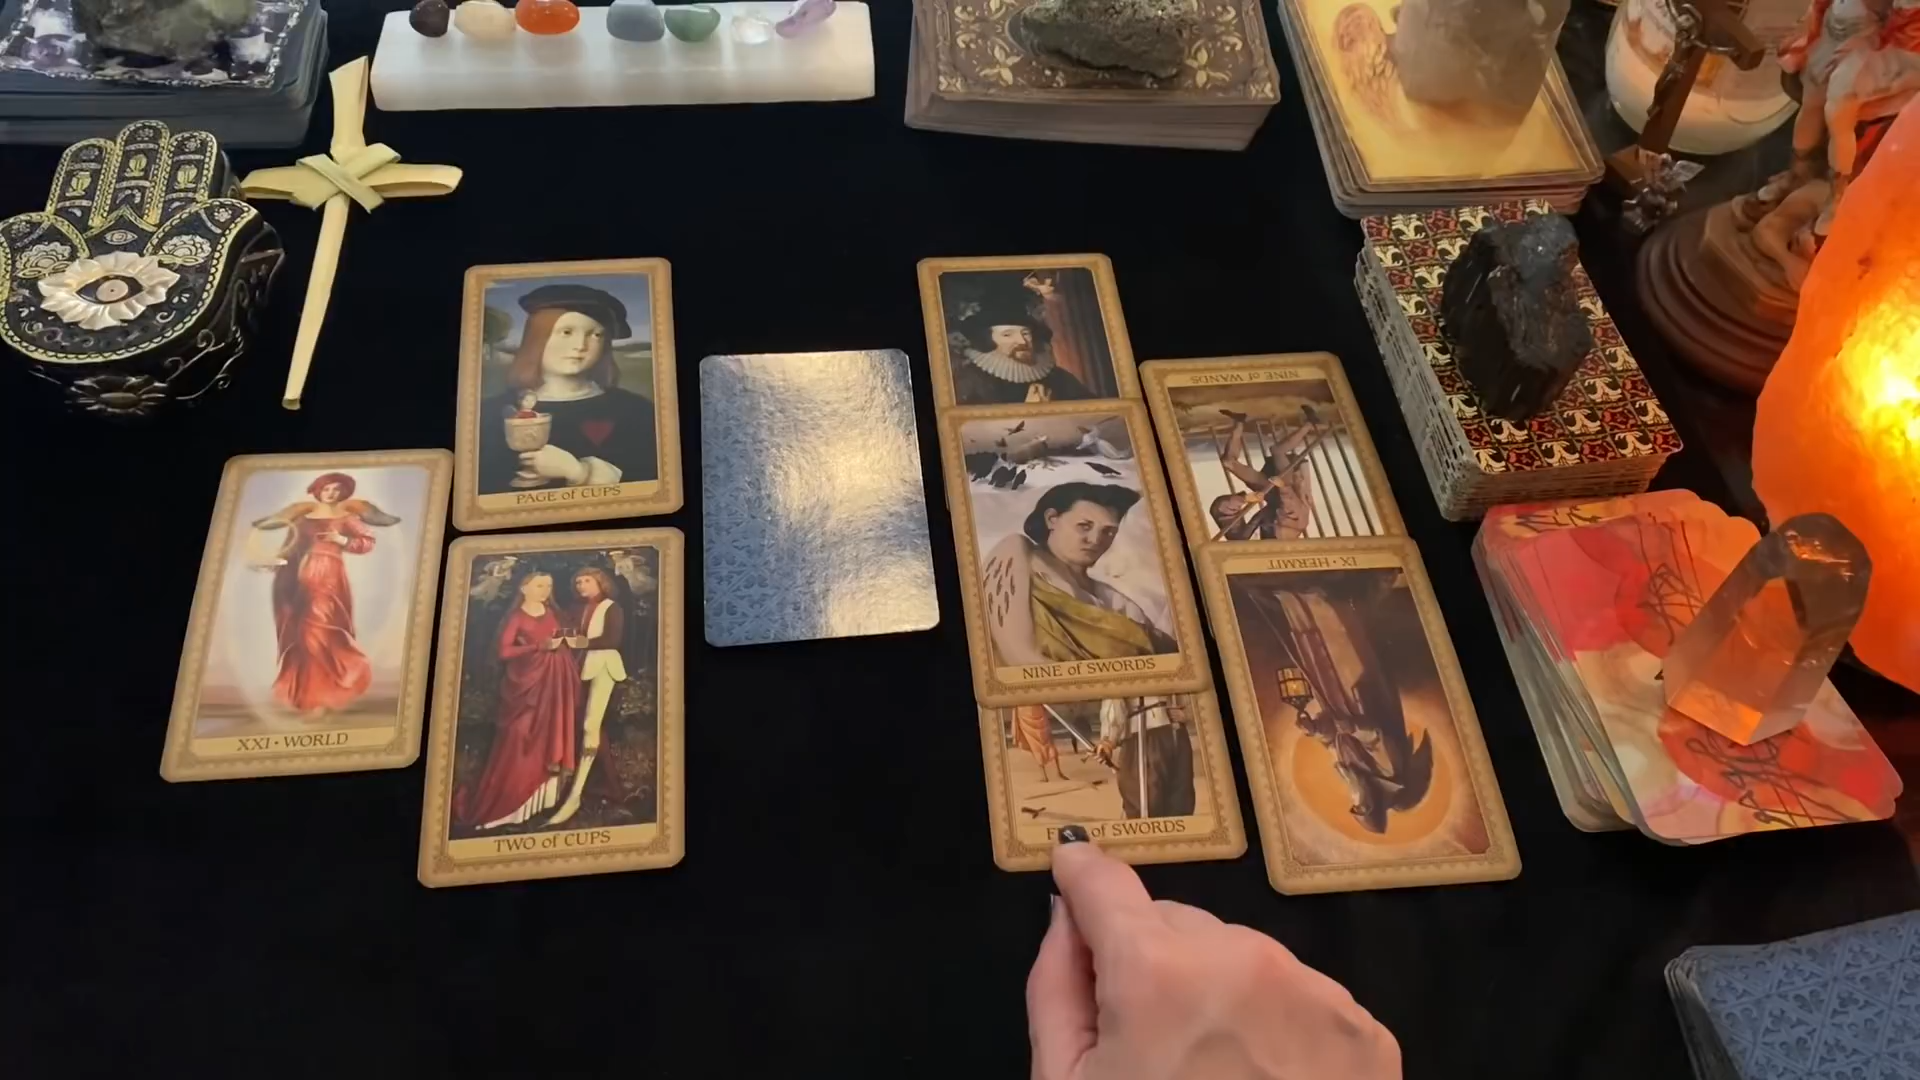 PAGE of CUPS
NINE of WANDS
IX • HERMIT
NINE of SWORDS
XXI • WORLD
of SWORDS
TWO of CUPS